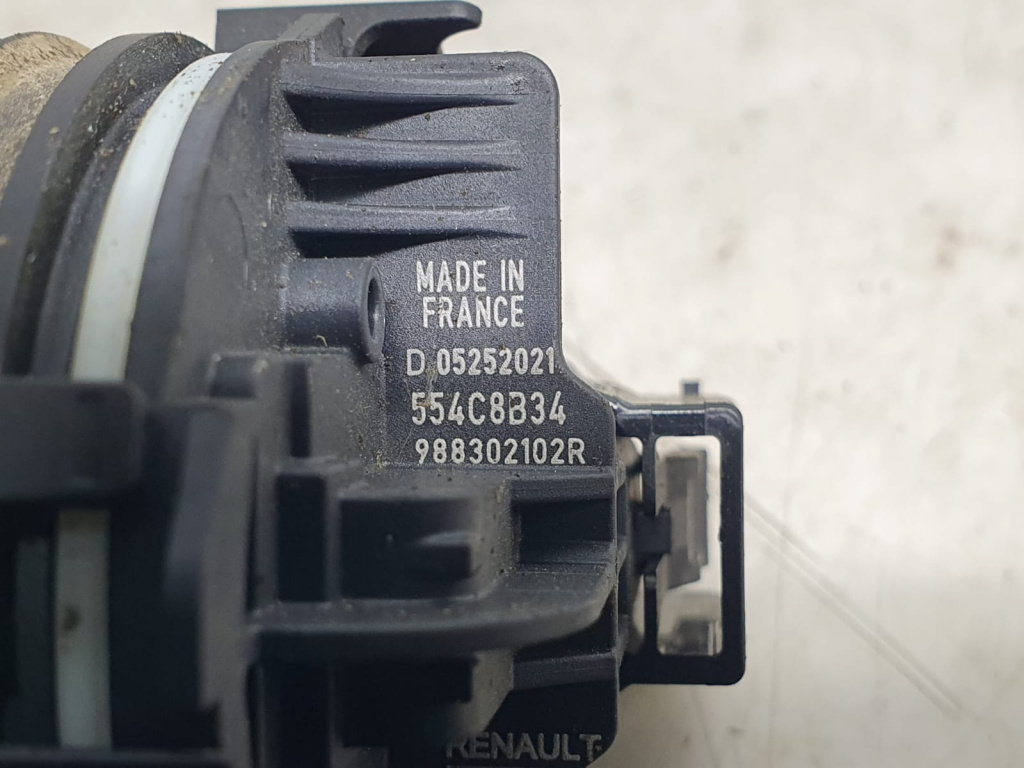 MADE IN
FRANCE
D 05252021
554C8B34
988302102R
RENAULT